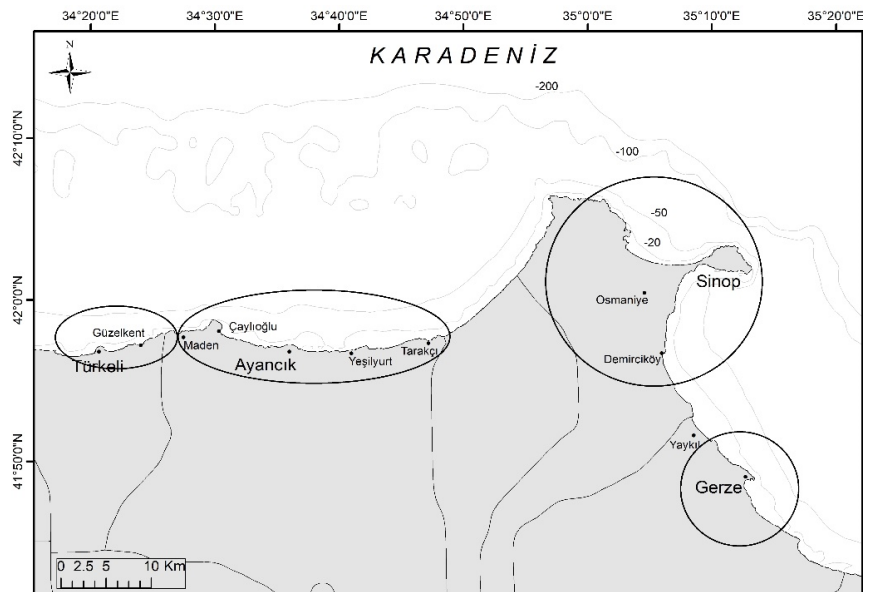 34°20'0"E 34°30'0"E 34°40'0"E 34°50'0"E 35°0'0"E 35°10'0"E 35°20'0"E
N
KARADENİZ
-200
42°10'0"N
-100
-50
-20
Sinop
42°0'0"N
Osmaniye
Güzelkent
Çaylıoğlu
Maden
Türkeli
Ayancık
Yeşilyurt
Tarakçı
Demirciköy
Yaykıl
41°50'0"N
Gerze
0 2.5 5 10 Km